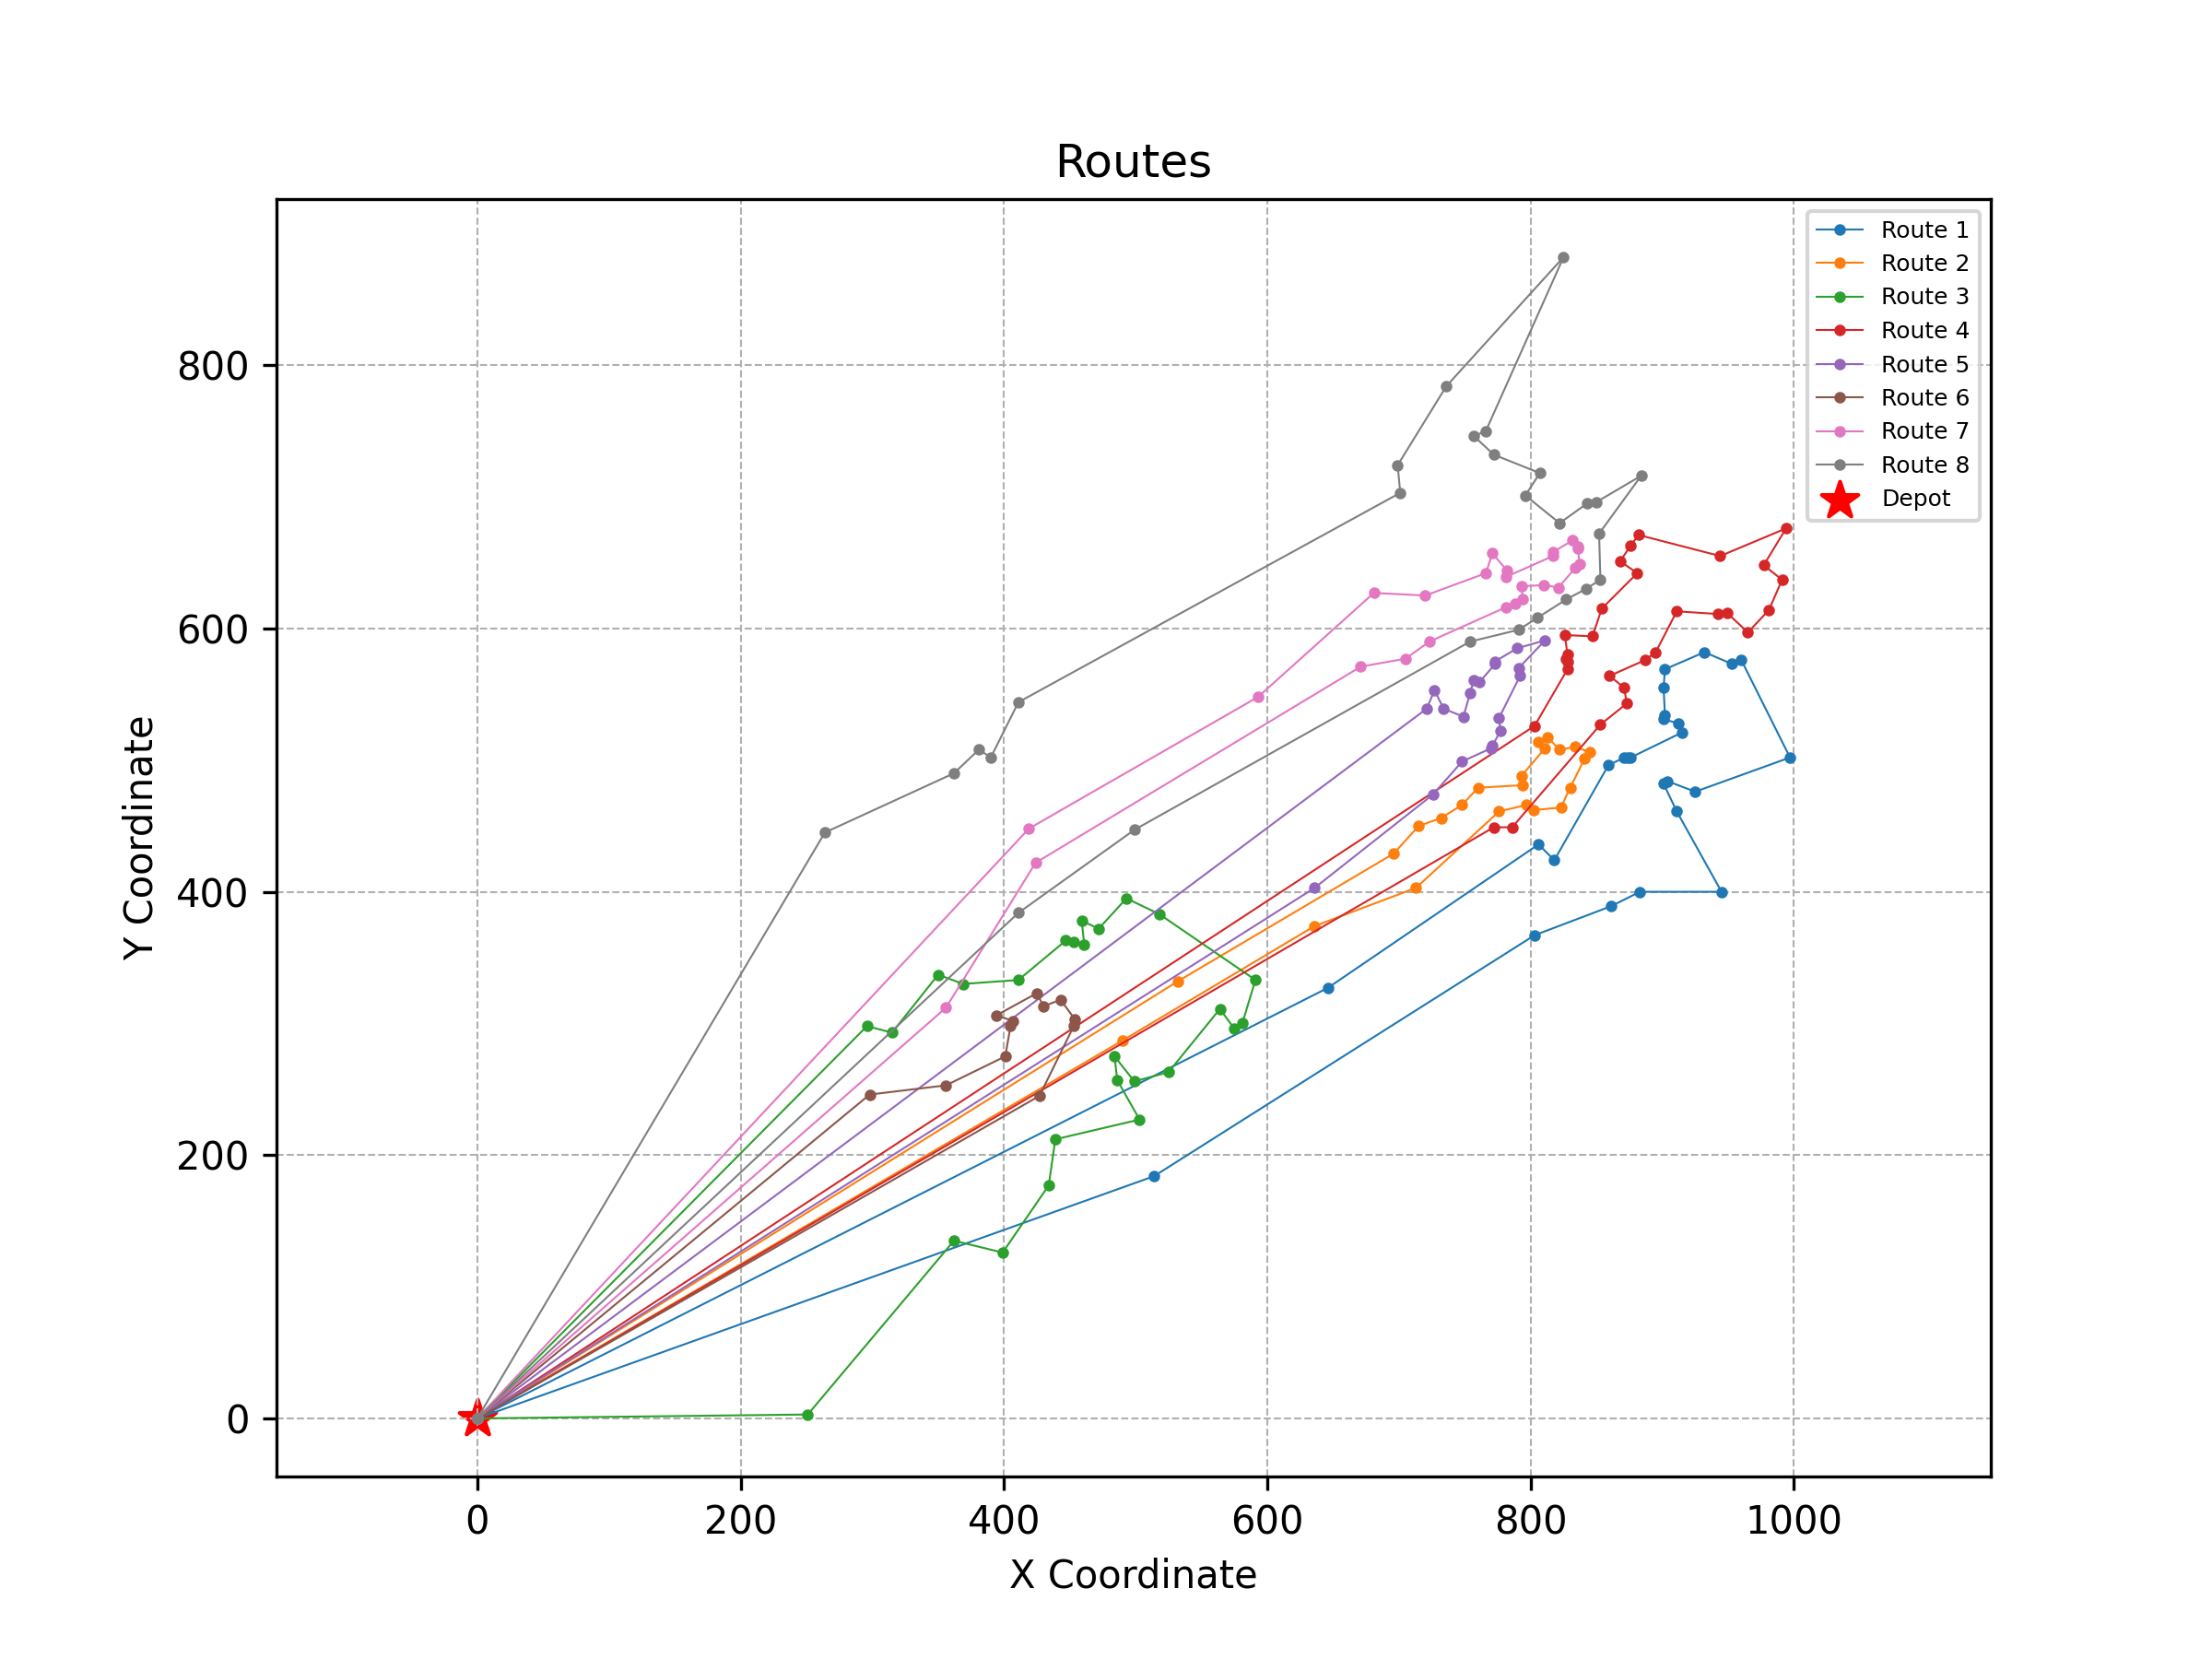 Routes
Route 1
Route 2
Route 3
Route 4
Route 5
Route 6
Route 7
Route 8
Depot
800
600
400
200
0
Y Coordinate
0 200 400 600 800 1000
X Coordinate